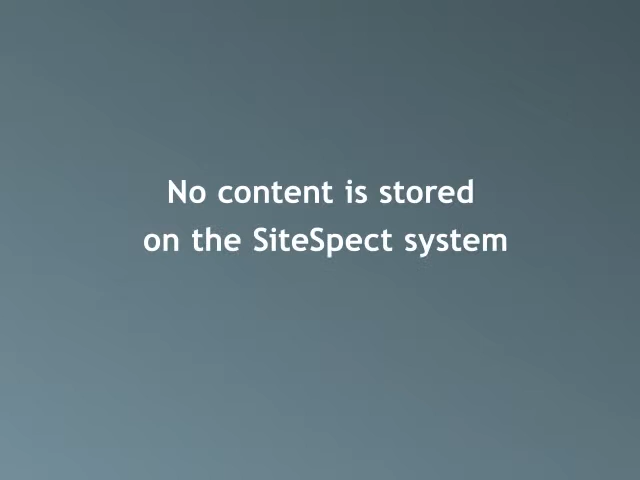 No content is stored
on the SiteSpect system